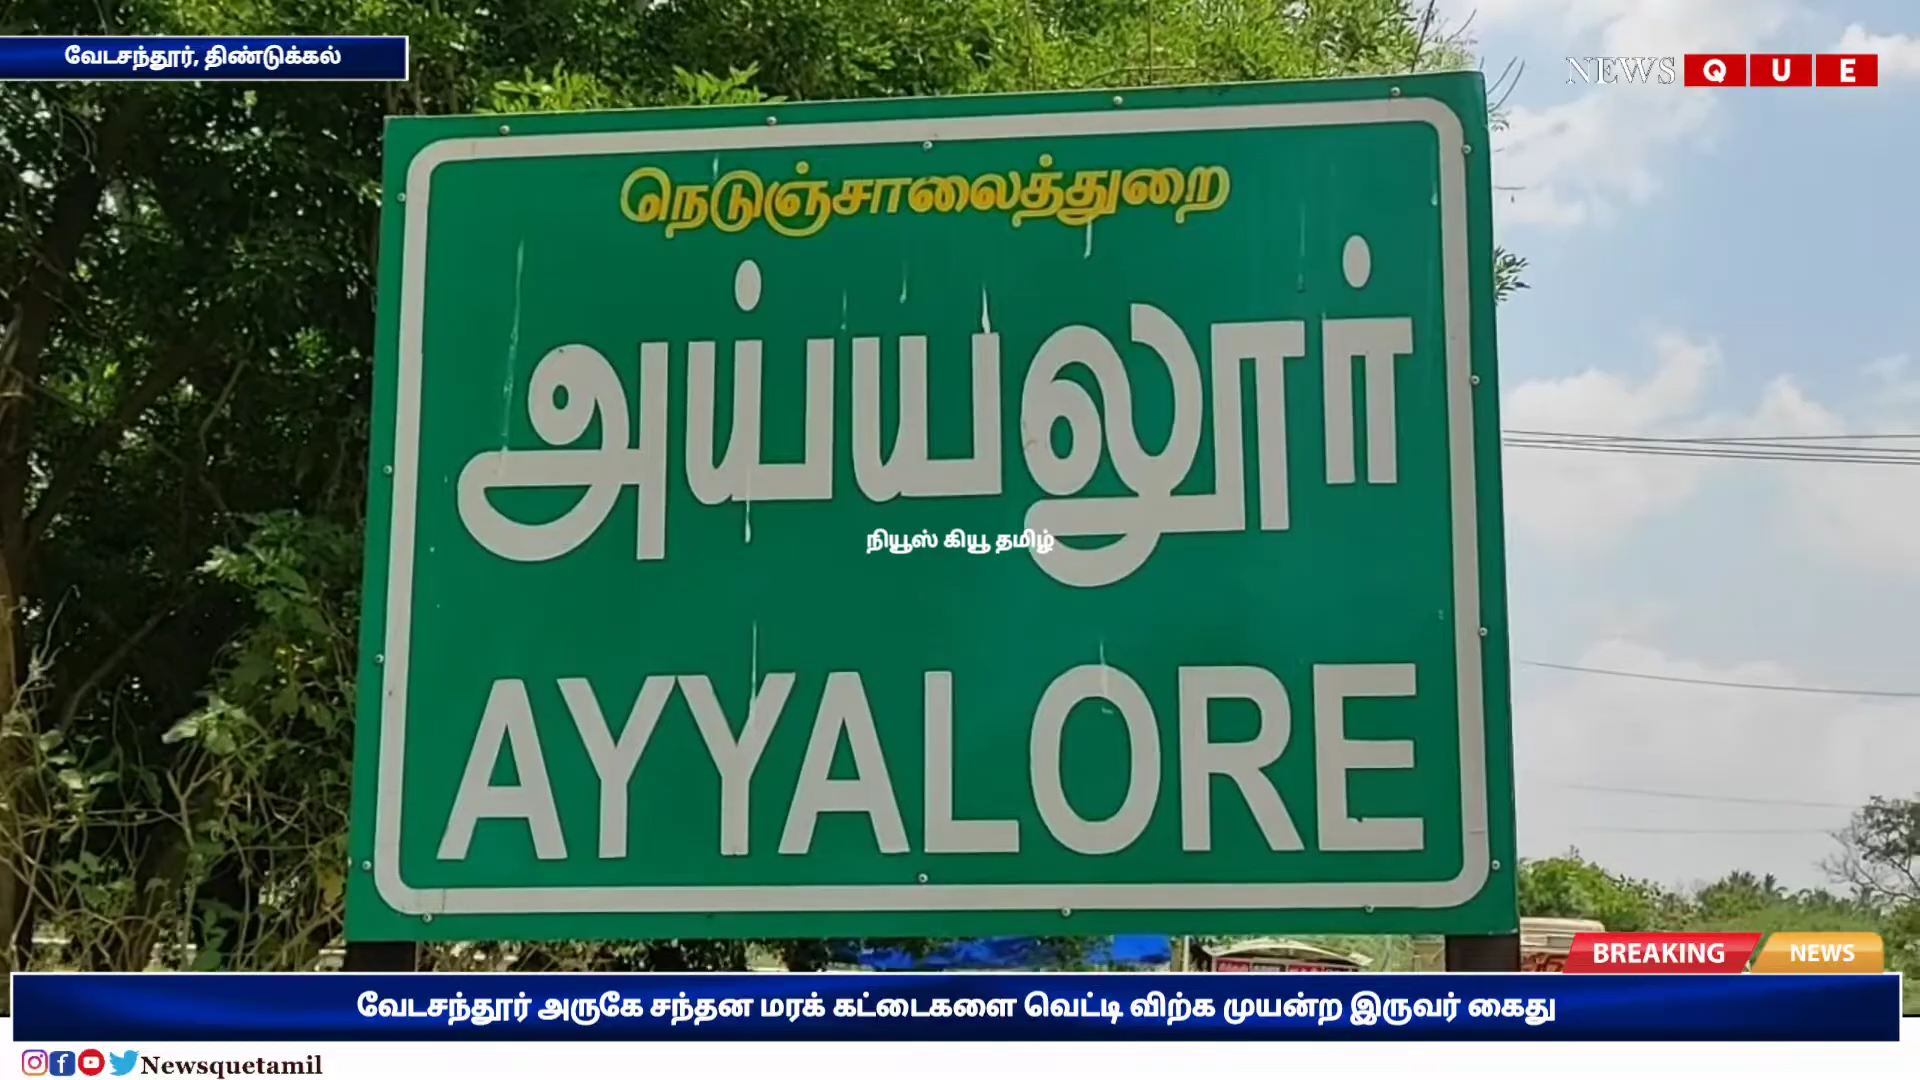 வேடசந்தூர், திண்டுக்கல்
NEWS QUE
நெடுஞ்சாலைத்துறை
அய்யலூர்
நியூஸ் கியூ தமிழ்
AYYALORE
BREAKING NEWS
வேடசந்தூர் அருகே சந்தன மரக் கட்டைகளை வெட்டி விற்க முயன்ற இருவர் கைது
Newsquetamil